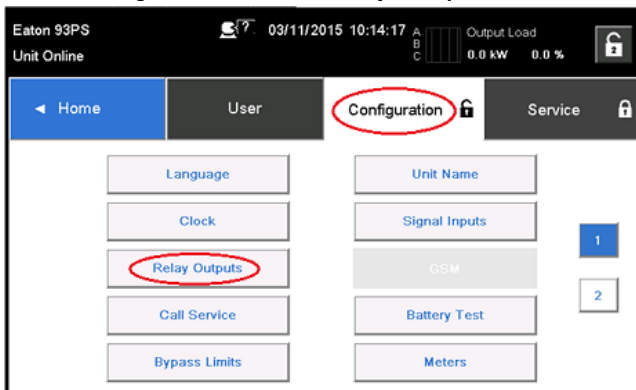 Eaton 93PS
Unit Online
? 03/11/2015 10:14:17
A
B
C
Output Load
0.0 kW 0.0 %
2
◄ Home
User
Configuration
Service
Language
Unit Name
Clock
Signal Inputs
1
Relay Outputs
GSM
2
Call Service
Battery Test
Bypass Limits
Meters